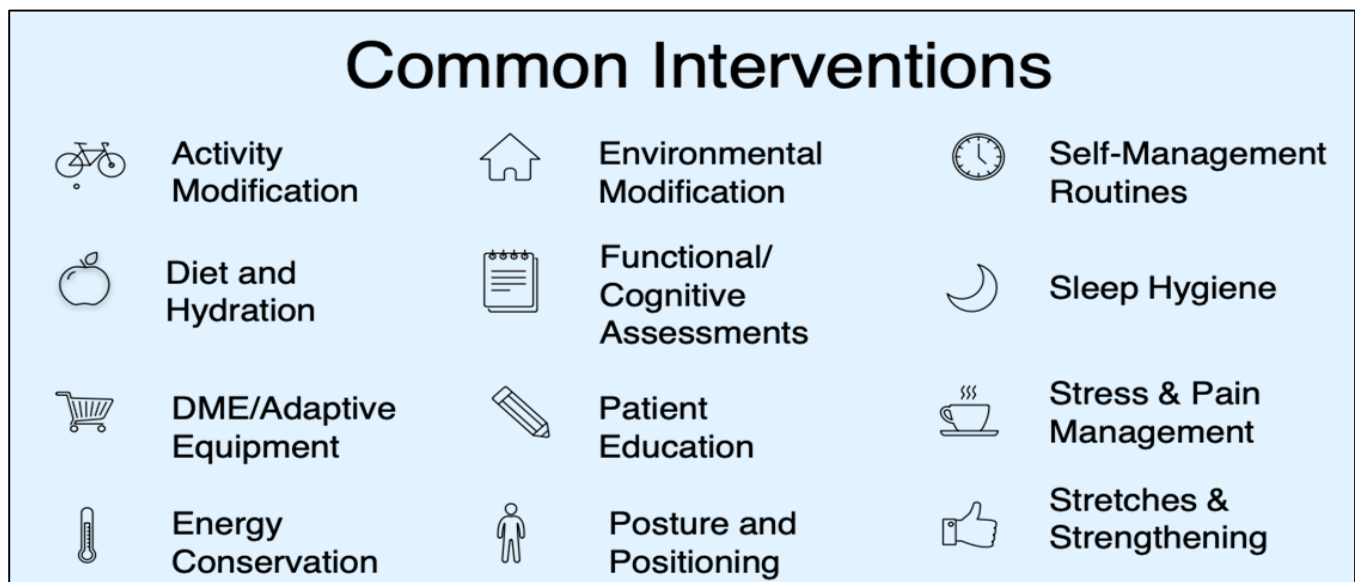 Common Interventions
Activity
Modification
Environmental
Modification
Self-Management
Routines
Diet and
Hydration
Functional/
Cognitive
Assessments
Sleep Hygiene
DME/Adaptive
Equipment
Patient
Education
Stress & Pain
Management
Energy
Conservation
Posture and
Positioning
Stretches &
Strengthening